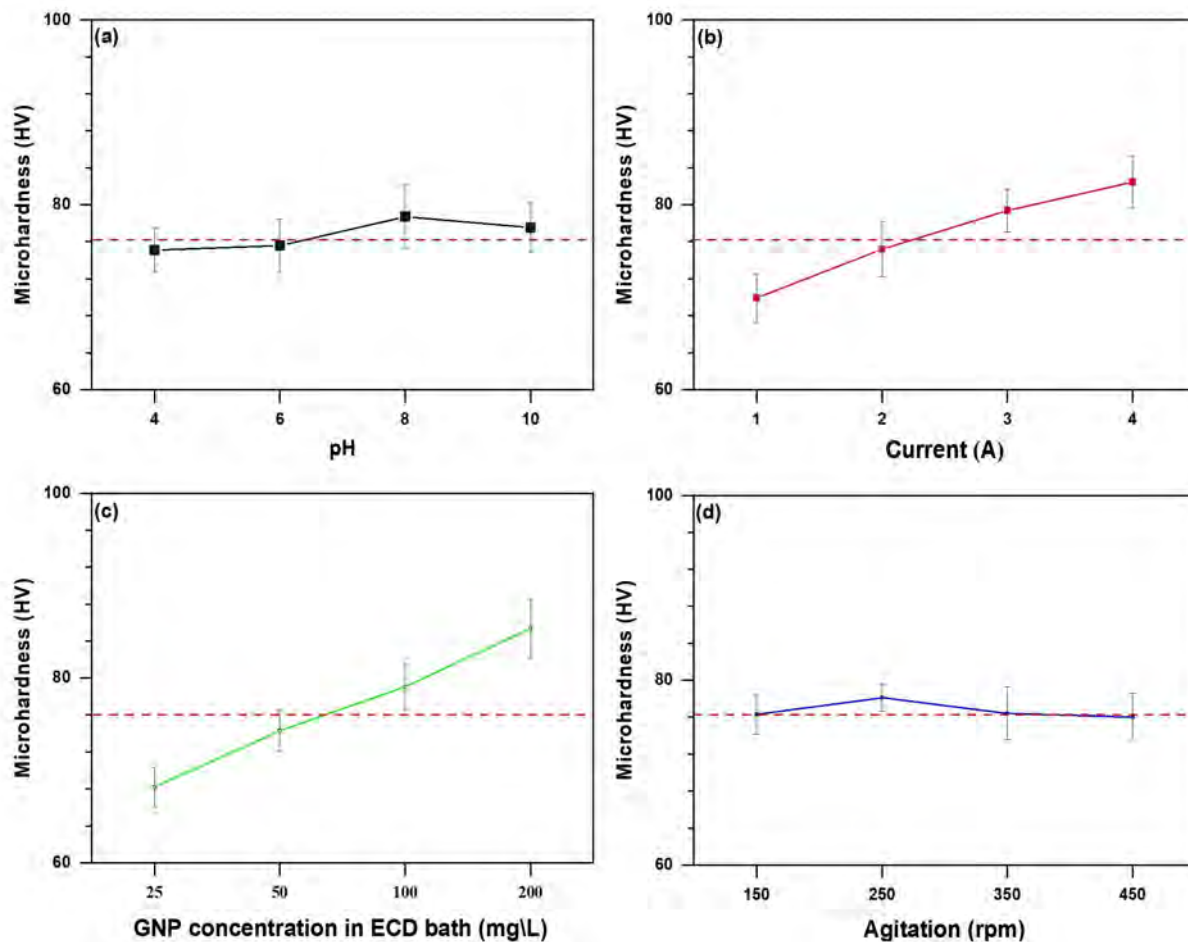 (a)
Microhardness (HV)
100
80
60
4 6 8 10
pH
(b)
Microhardness (HV)
100
80
60
1 2 3 4
Current (A)
(c)
Microhardness (HV)
100
80
60
25 50 100 200
GNP concentration in ECD bath (mg\L)
(d)
Microhardness (HV)
100
80
60
150 250 350 450
Agitation (rpm)